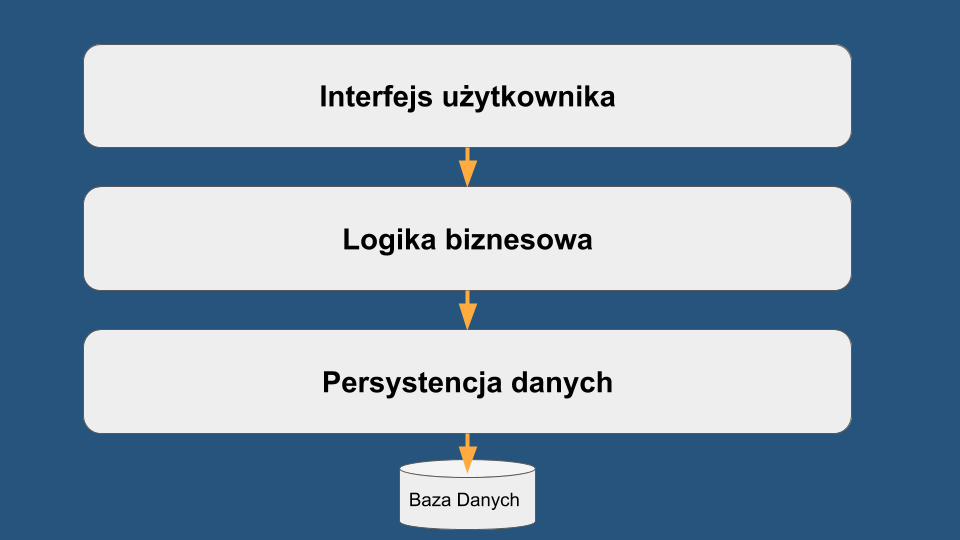 Interfejs użytkownika
Logika biznesowa
Persystencja danych
Baza Danych